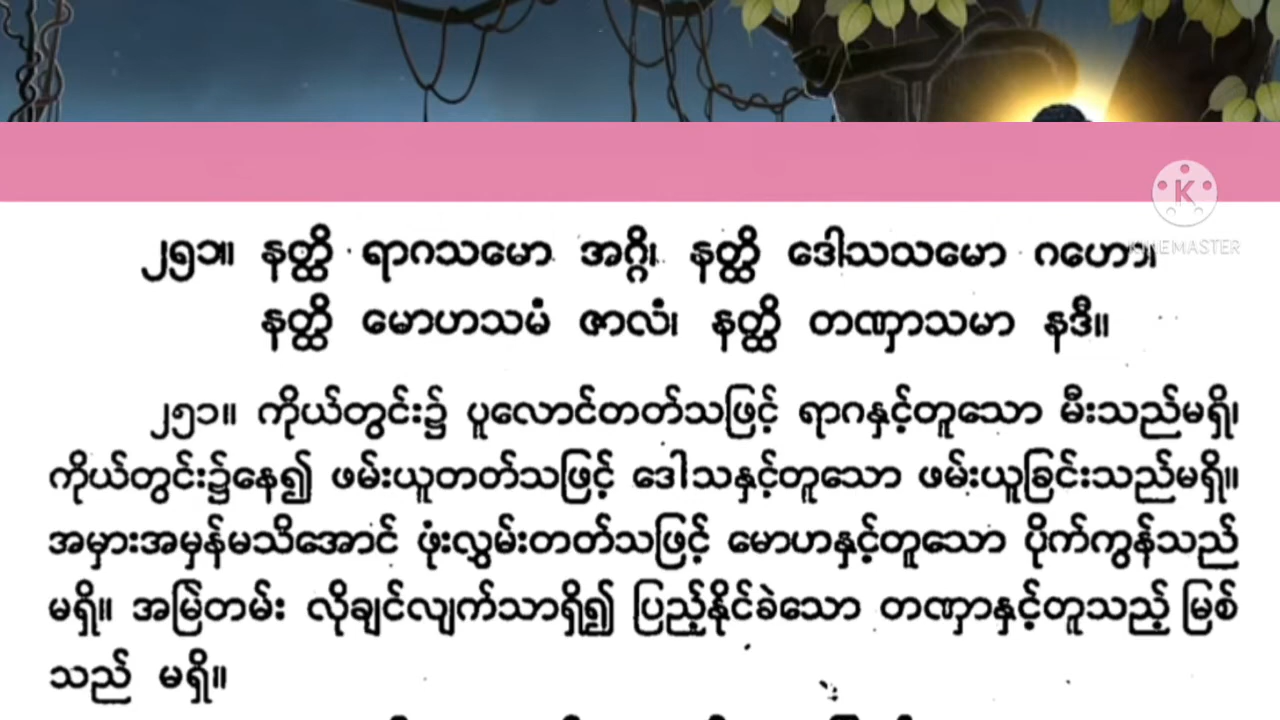 ၂၅၁။ နတ္ထိ ရာဂသမော အဂ္ဂိ၊ နတ္ထိ ဒေါသသမော ဂဟော၊
KINEMASTER
နတ္ထိ မောဟသမံ ဇာလံ၊ နတ္ထိ တဏှာသမာ နဒီ။
၂၅၁။ ကိုယ်တွင်း၌ ပူလောင်တတ်သဖြင့် ရာဂနှင့်တူသော မီးသည်မရှိ၊
ကိုယ်တွင်း၌နေ၍ ဖမ်းယူတတ်သဖြင့် ဒေါသနှင့်တူသော ဖမ်းယူခြင်းသည်မရှိ။
အမှားအမှန်မသိအောင် ဖုံးလွှမ်းတတ်သဖြင့် မောဟနှင့်တူသော ပိုက်ကွန်သည်
မရှိ။ အမြဲတမ်း လိုချင်လျက်သာရှိ၍ ပြည့်နိုင်ခဲသော တဏှာနှင့်တူသည့် မြစ်
သည် မရှိ။